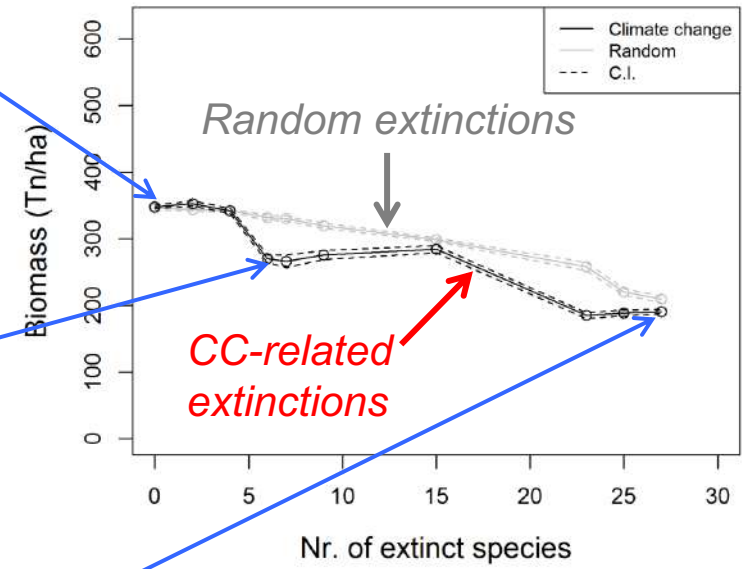 600
500
400
300
200
100
0
Biomass (Tn/ha)
Climate change
Random
C.I.
Random extinctions
CC-related
extinctions
0 5 10 15 20 25 30
Nr. of extinct species